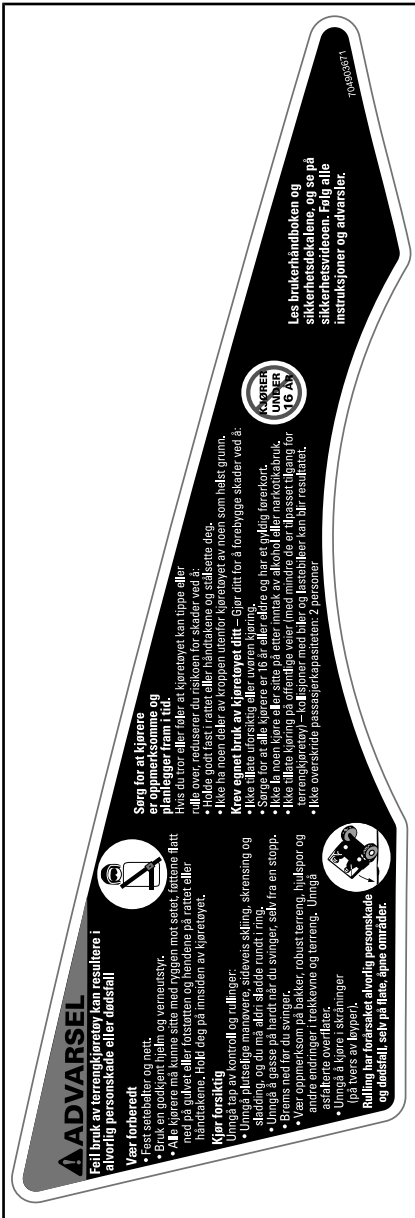 ADVARSEL
Feil bruk av terrengkjøretøy kan resultere i
alvorlig personskade eller dødsfall
Vær forberedt
• Fest setebelter og nett.
• Bruk en godkjent hjelm og verneutstyr.
• Alle kjørere må kunne sitte med ryggen mot setet, føttene flatt
ned på gulvet eller fotstøtten og hendene på rattet eller
håndtakene. Hold deg på innsiden av kjøretøyet.
Kjør forsiktig
Unngå tap av kontroll og rullinger:
• Unngå plutselige manøvre, sideveis skliing, skrensing og
sladding, og du må aldri sladde rundt i ring.
• Unngå å gasse på hardt når du svinger, selv fra en stopp.
• Brems ned før du svinger.
• Vær oppmerksom på bakker, robust terreng, hjulspor og
andre endringer i trekkevne og terreng. Unngå
asfalterte overflater.
• Unngå å kjøre i skråninger
(på tvers av løyper).
Rulling har forårsaket alvorlig personskade
og dødsfall, selv på flate, åpne områder.
Sørg for at kjørere
er oppmerksomme og
planlegger fram i tid.
Hvis du tror eller føler at kjøretøyet kan tippe eller
rulle over, reduserer du risikoen for skader ved å:
• Holde godt fast i rattet eller håndtakene og stålsette deg.
• Ikke ha noen deler av kroppen utenfor kjøretøyet av noen som helst grunn.
Krev egnet bruk av kjøretøyet ditt – Gjør ditt for å forebygge skader ved å:
• Ikke tillate uforsiktig eller uvøren kjøring.
• Sørge for at alle kjørere er 16 år eller eldre og har et gyldig førerkort.
• Ikke la noen kjøre eller sitte på etter inntak av alkohol eller narkotikabruk.
• Ikke tillate kjøring på offentlige veier (med mindre de er tilpasset tilgang for
terrengkjøretøy) – kollisjoner med biler og lastebileer kan blir resultatet.
• Ikke overskride passasjerkapasiteten: 2 personer
KJØRER
UNDER
16 ÅR
Les brukerhåndboken og
sikkerhetsdekalene, og se på
sikkerhetsvideoen. Følg alle
instruksjoner og advarsler.
704903671